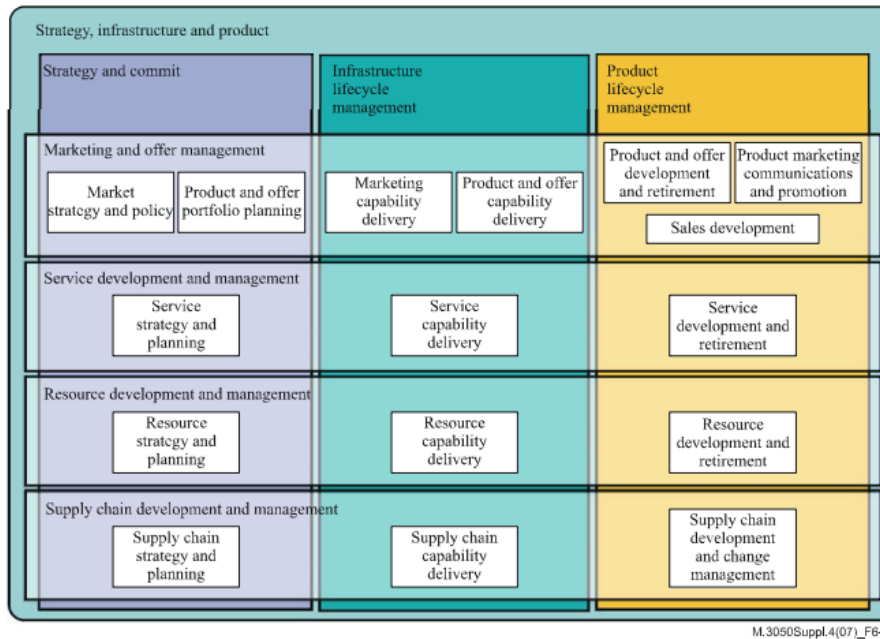 Strategy, infrastructure and product
Strategy and commit
Infrastructure
lifecycle
management
Product
lifecycle
management
Marketing and offer management
Market
strategy and policy
Product and offer
portfolio planning
Marketing
capability
delivery
Product and offer
capability
delivery
Product and offer
development
and retirement
Product marketing
communications
and promotion
Sales development
Service development and management
Service
strategy and
planning
Service
capability
delivery
Service
development and
retirement
Resource development and management
Resource
strategy and
planning
Resource
capability
delivery
Resource
development and
retirement
Supply chain development and management
Supply chain
strategy and
planning
Supply chain
capability
delivery
Supply chain
development
and change
management
M.3050Suppl.4(07)_F6-